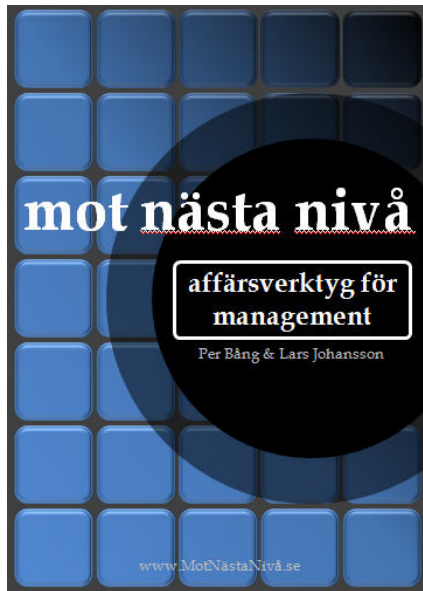 mot nästa nivå
affärsverktyg för
management
Per Bång & Lars Johansson
www.MotNästaNivå.se